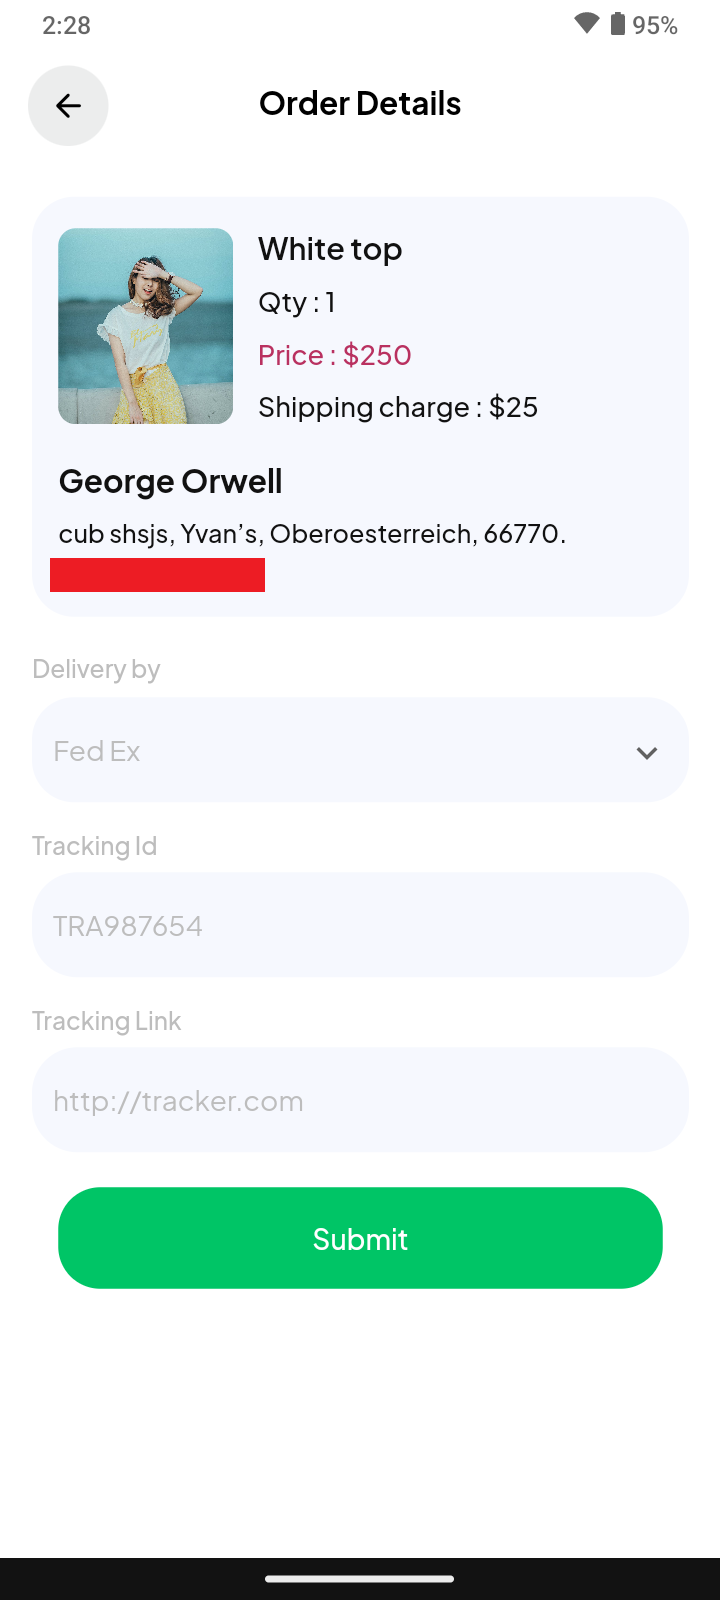 2:28
95%
Order Details
White top
Qty : 1
Price : $250
Shipping charge : $25
George Orwell
cub shsjs, Yvan’s, Oberoesterreich, 66770.
Delivery by
Fed Ex
Tracking Id
TRA987654
Tracking Link
http://tracker.com
Submit